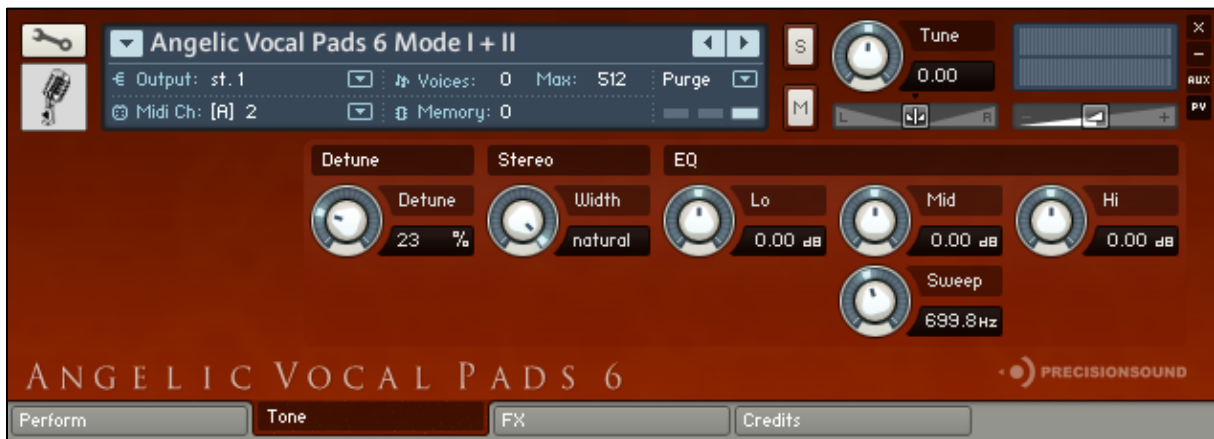 Angelic Vocal Pads 6 Mode I + II
S
Tune
×
Output: st.1
Voices: 0 Max: 512
Purge
0.00
AUX
Midi Ch: [A] 2
Memory: 0
M
L R
- +
PV
Detune
Stereo
EQ
Detune
Width
Lo
Mid
Hi
23 %
natural
0.00 dB
0.00 dB
0.00 dB
Sweep
699.8Hz
ANGELIC VOCAL PADS 6
PRECISIONSOUND
Perform
Tone
FX
Credits